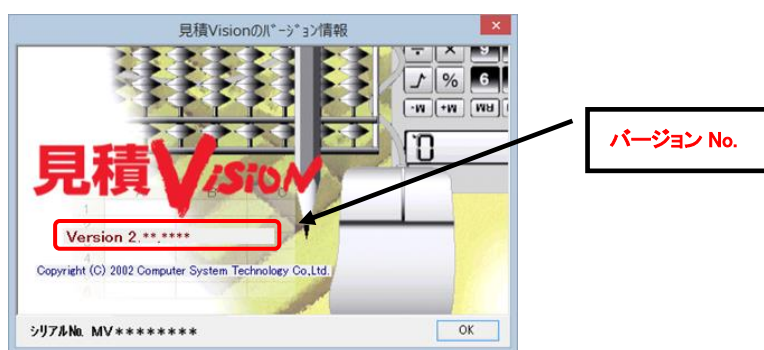 見積Visionのﾊﾞｰｼﾞｮﾝ情報
÷ ×
% 6
-W +W WU
0
見積Vision
Version 2.**.****
Copyright (C) 2002 Computer System Technology Co.,Ltd.
シリアルNo. MV********
OK
バージョン No.